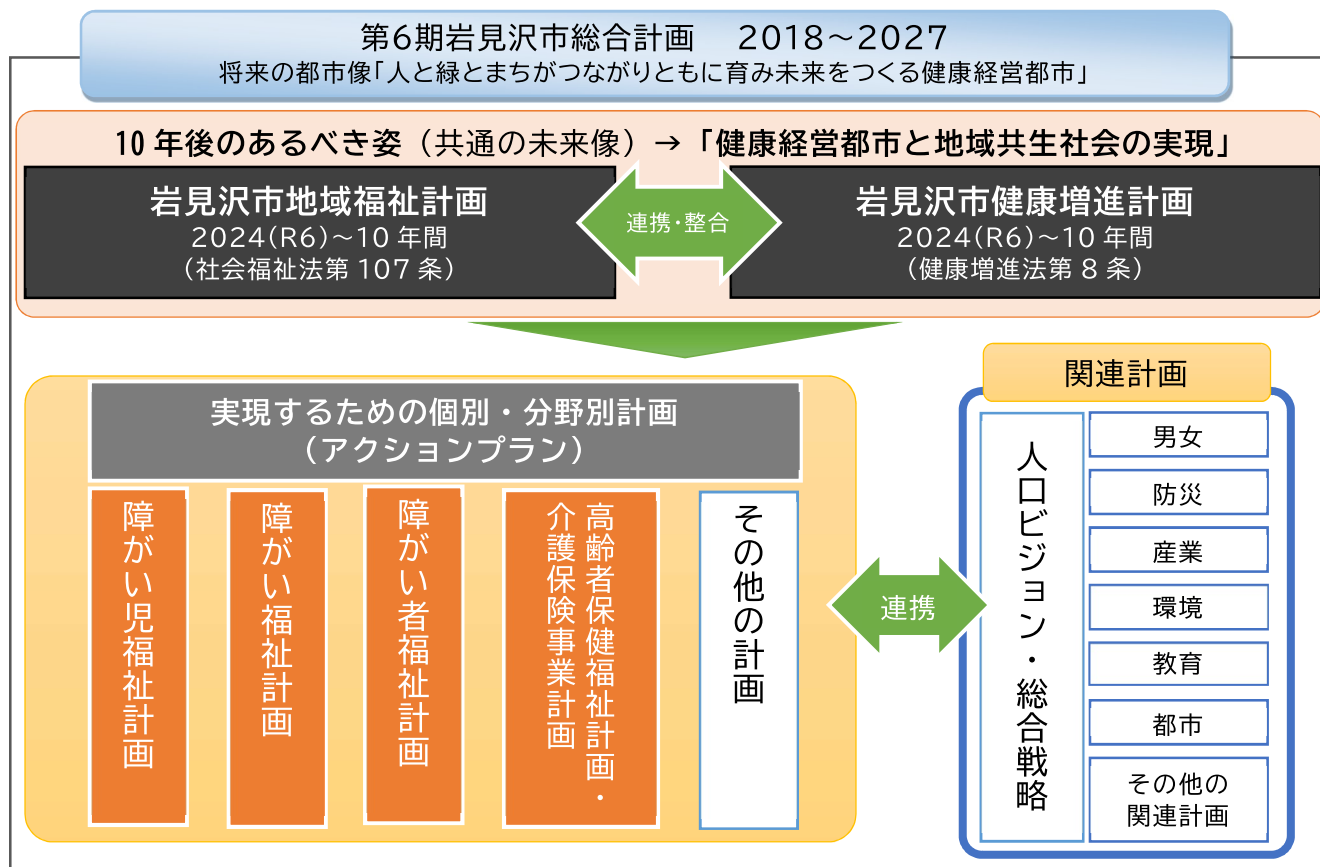 第6期岩見沢市総合計画　2018～2027
将来の都市像「人と緑とまちがつながりともに育み未来をつくる健康経営都市」
10年後のあるべき姿（共通の未来像）→「健康経営都市と地域共生社会の実現」
岩見沢市地域福祉計画
2024(R6)～10年間
（社会福祉法第107条）
連携・整合
岩見沢市健康増進計画
2024(R6)～10年間
（健康増進法第8条）
実現するための個別・分野別計画
（アクションプラン）
障がい児福祉計画
障がい福祉計画
障がい者福祉計画
高齢者保健福祉計画・
介護保険事業計画
その他の計画
連携
関連計画
人口ビジョン・総合戦略
男女
防災
産業
環境
教育
都市
その他の
関連計画